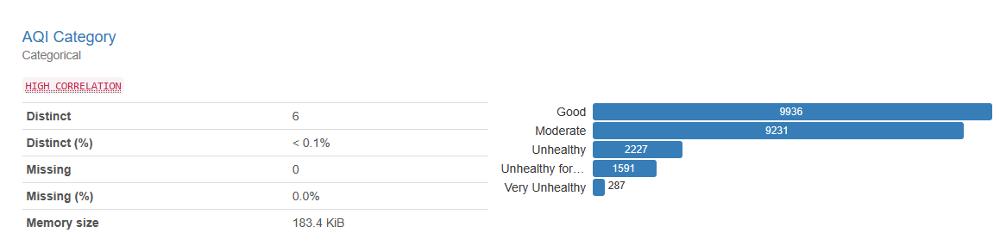 AQI Category
Categorical
HIGH CORRELATION
Distinct 6
Distinct (%) < 0.1%
Missing 0
Missing (%) 0.0%
Memory size 183.4 KiB
Good 9936
Moderate 9231
Unhealthy 2227
Unhealthy for… 1591
Very Unhealthy 287